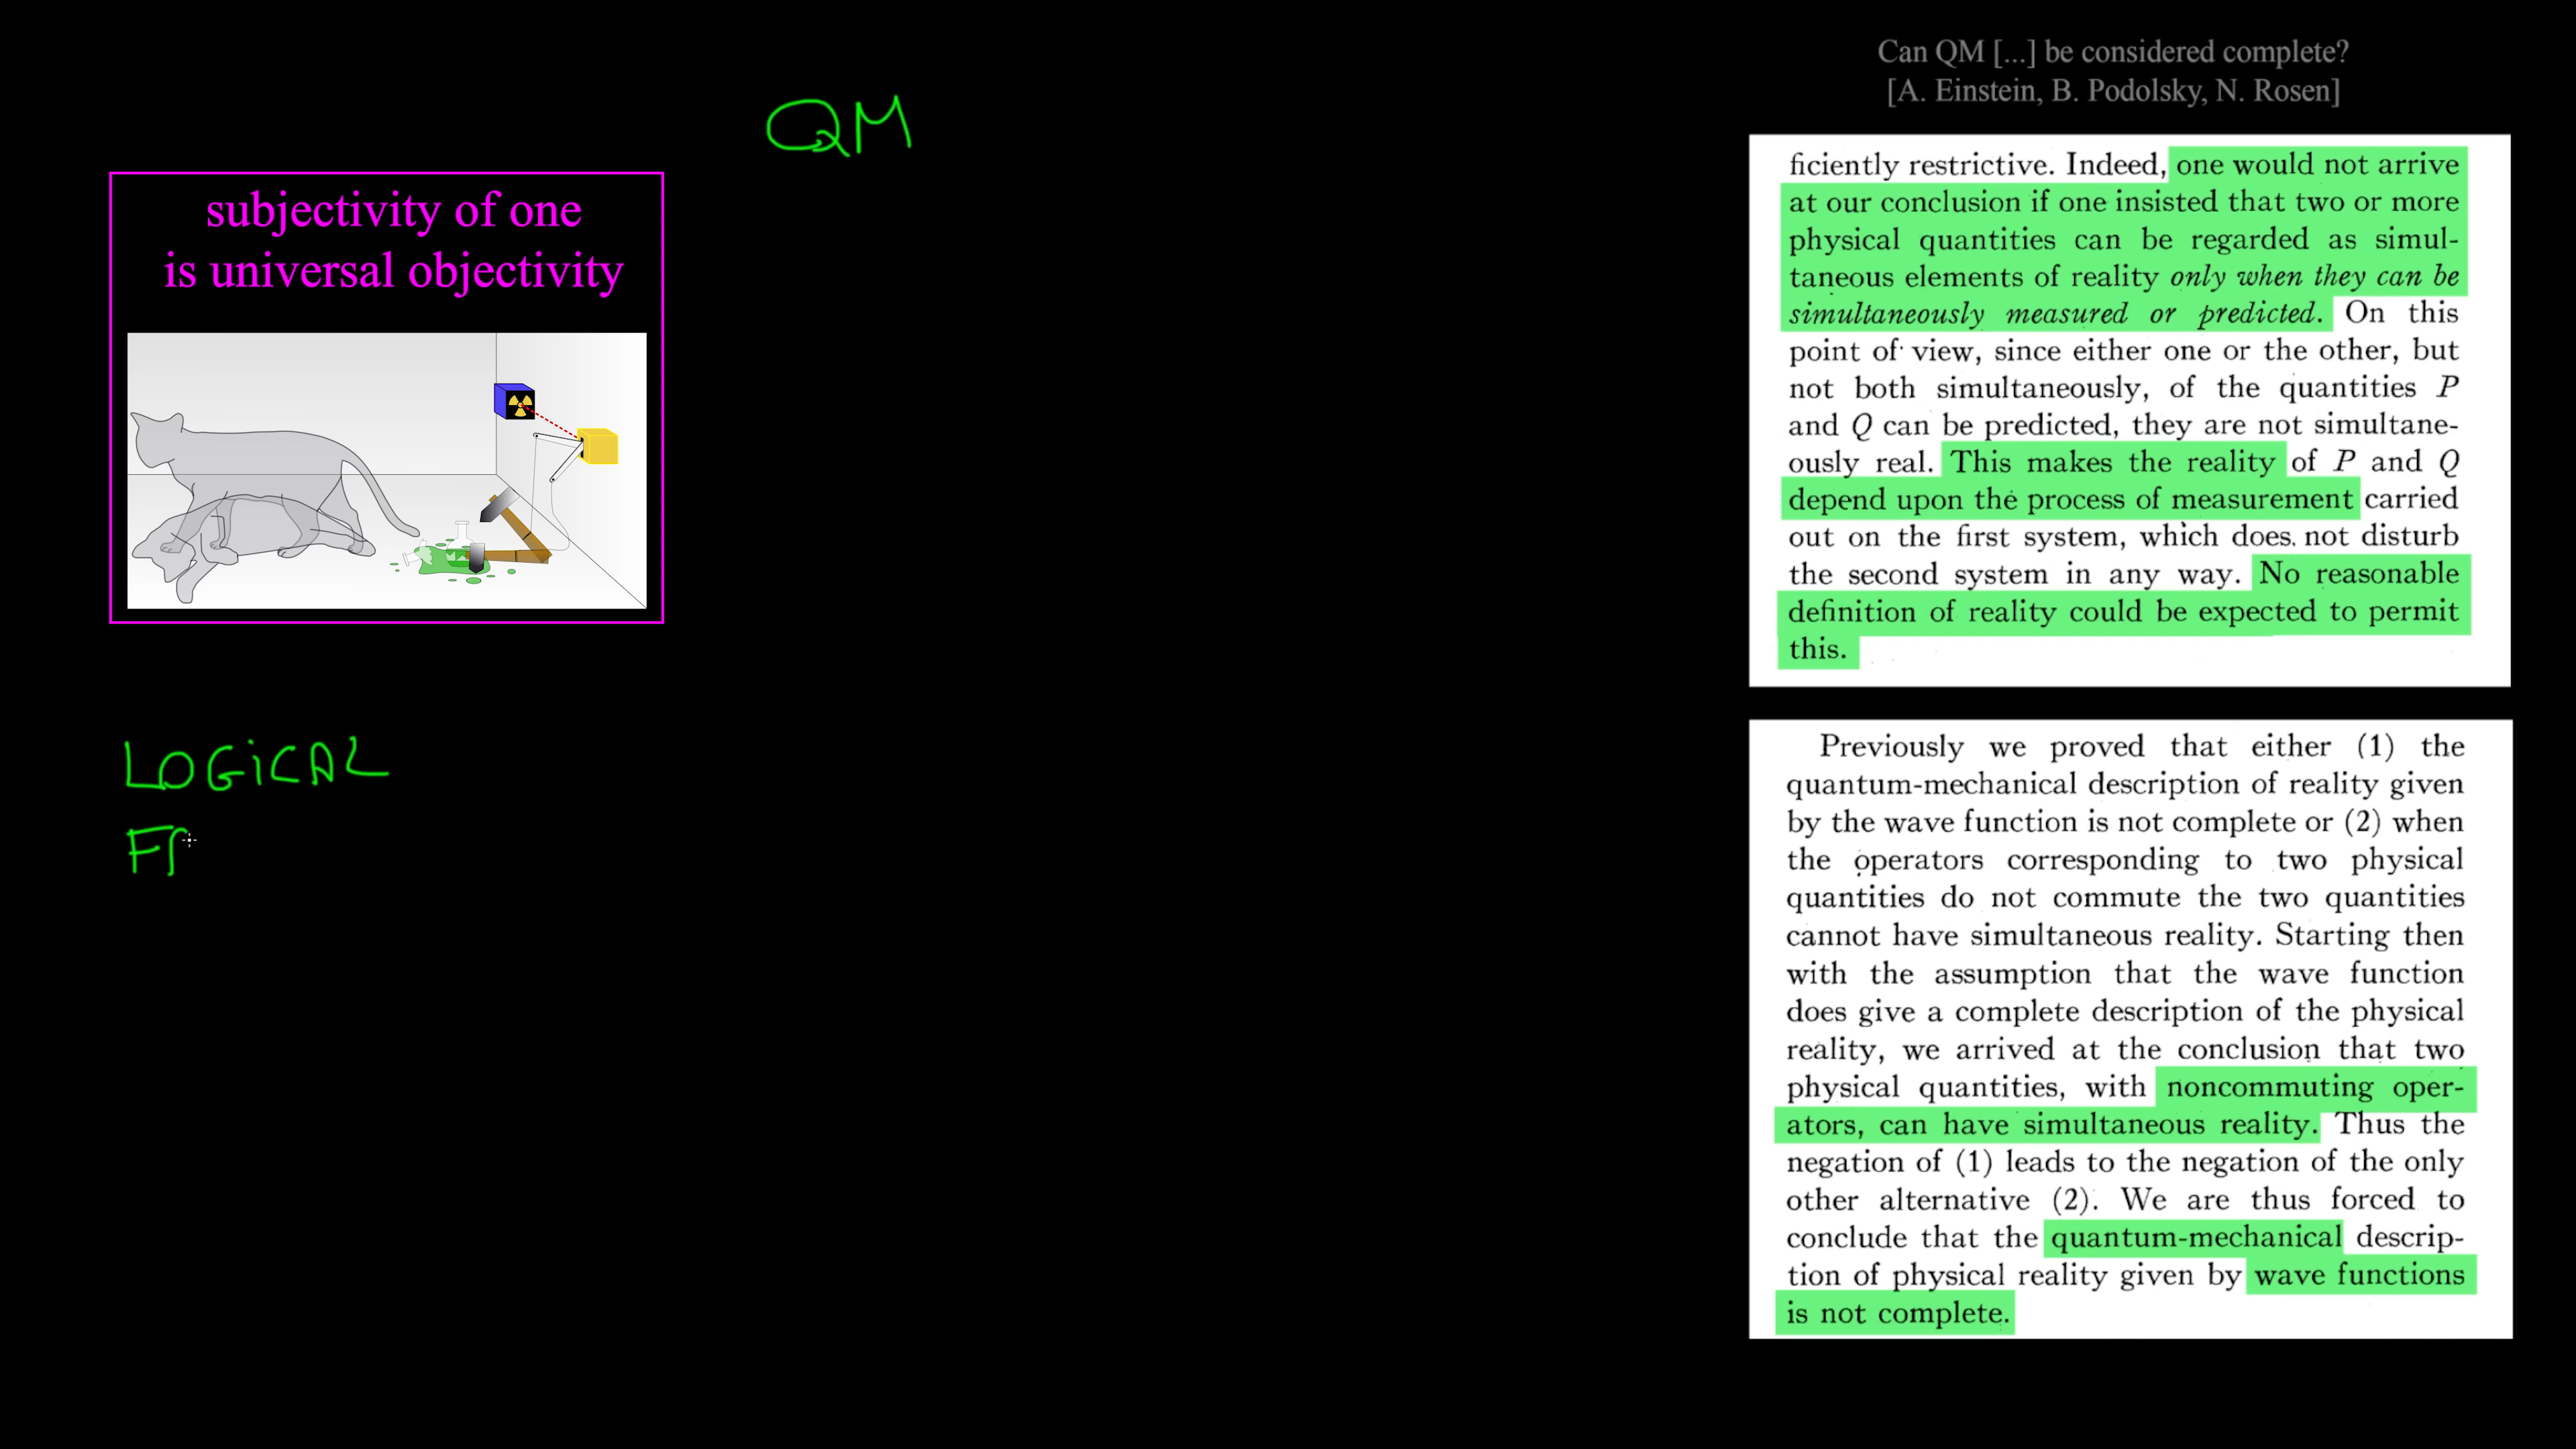 QM
subjectivity of one
is universal objectivity
LOGiCAL
Can QM [...] be considered complete?
[A. Einstein, B. Podolsky, N. Rosen]
ficiently restrictive. Indeed, one would not arrive
at our conclusion if one insisted that two or more
physical quantities can be regarded as simul-
taneous elements of reality only when they can be
simultaneously measured or predicted. On this
point of view, since either one or the other, but
not both simultaneously, of the quantities P
and Q can be predicted, they are not simultane-
ously real. This makes the reality of P and Q
depend upon the process of measurement carried
out on the first system, which does not disturb
the second system in any way. No reasonable
definition of reality could be expected to permit
this.
Previously we proved that either (1) the
quantum-mechanical description of reality given
by the wave function is not complete or (2) when
the operators corresponding to two physical
quantities do not commute the two quantities
cannot have simultaneous reality. Starting then
with the assumption that the wave function
does give a complete description of the physical
reality, we arrived at the conclusion that two
physical quantities, with noncommuting oper-
ators, can have simultaneous reality. Thus the
negation of (1) leads to the negation of the only
other alternative (2). We are thus forced to
conclude that the quantum-mechanical descrip-
tion of physical reality given by wave functions
is not complete.